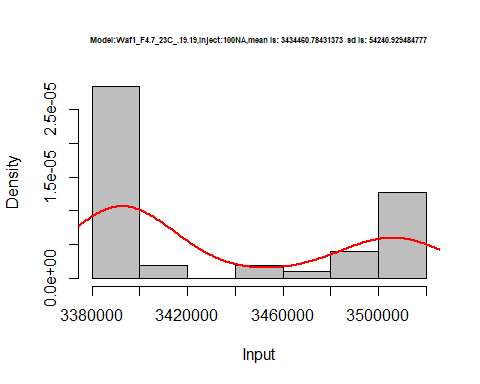 Model:Waf1_F4.7_23C_.19.19,Inject:100NA,mean is: 3434460.78431373 sd is: 54240.929484777
Density
2.5e-05
1.5e-05
0.0e+00
3380000 3420000 3460000 3500000
Input